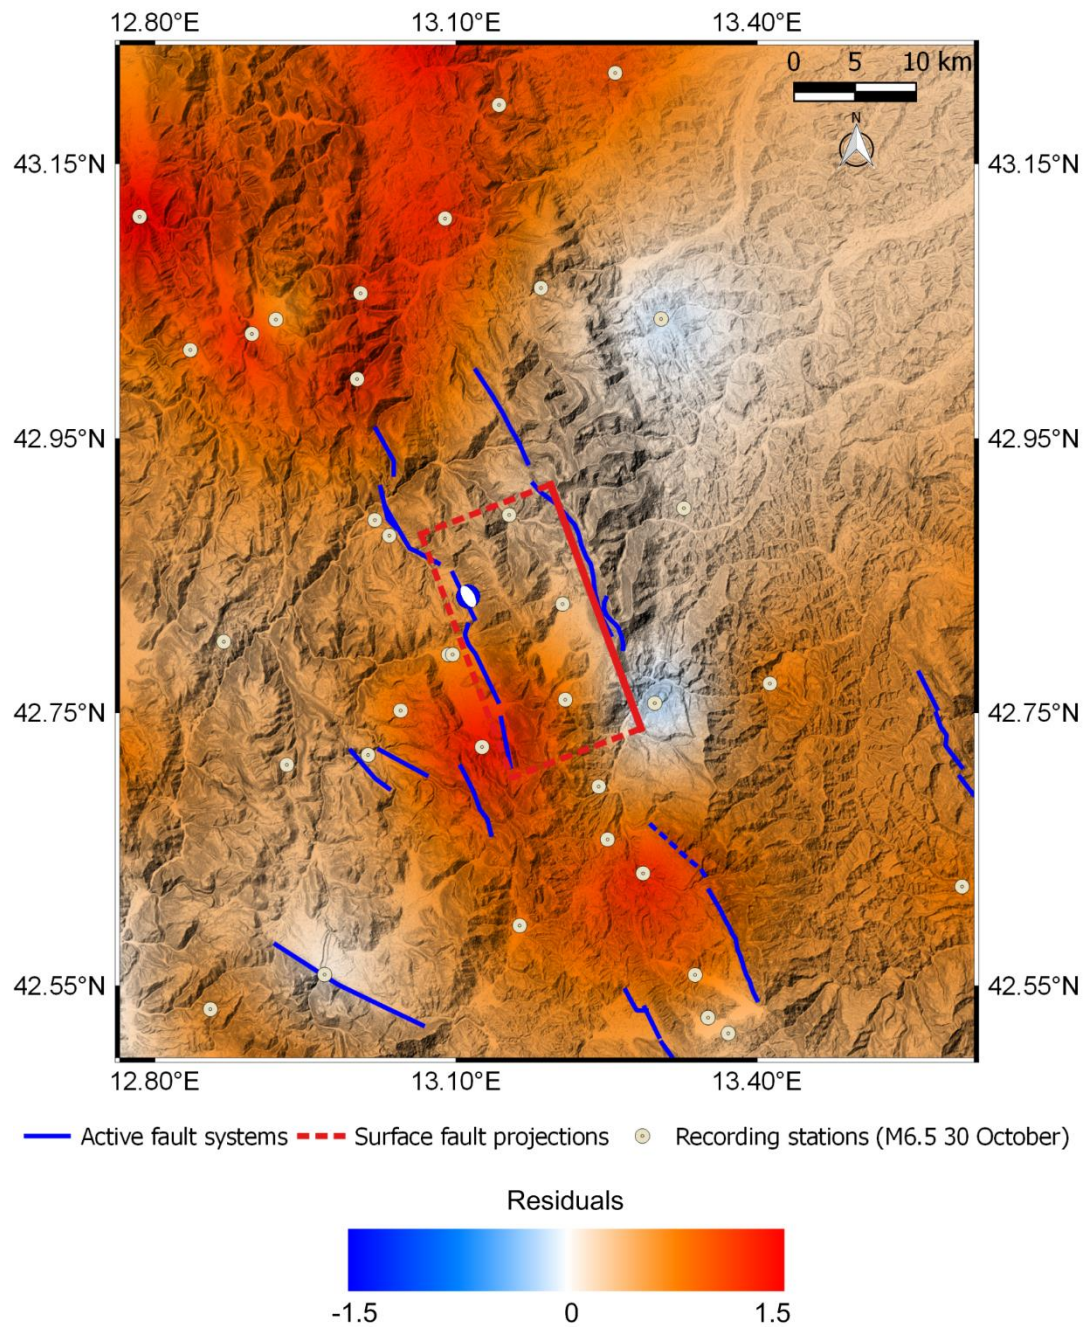 12.80°E 13.10°E 13.40°E
0 5 10 km
N
43.15°N 43.15°N
42.95°N 42.95°N
42.75°N 42.75°N
42.55°N 42.55°N
12.80°E 13.10°E 13.40°E
Active fault systems Surface fault projections Recording stations (M6.5 30 October)
Residuals
-1.5 0 1.5